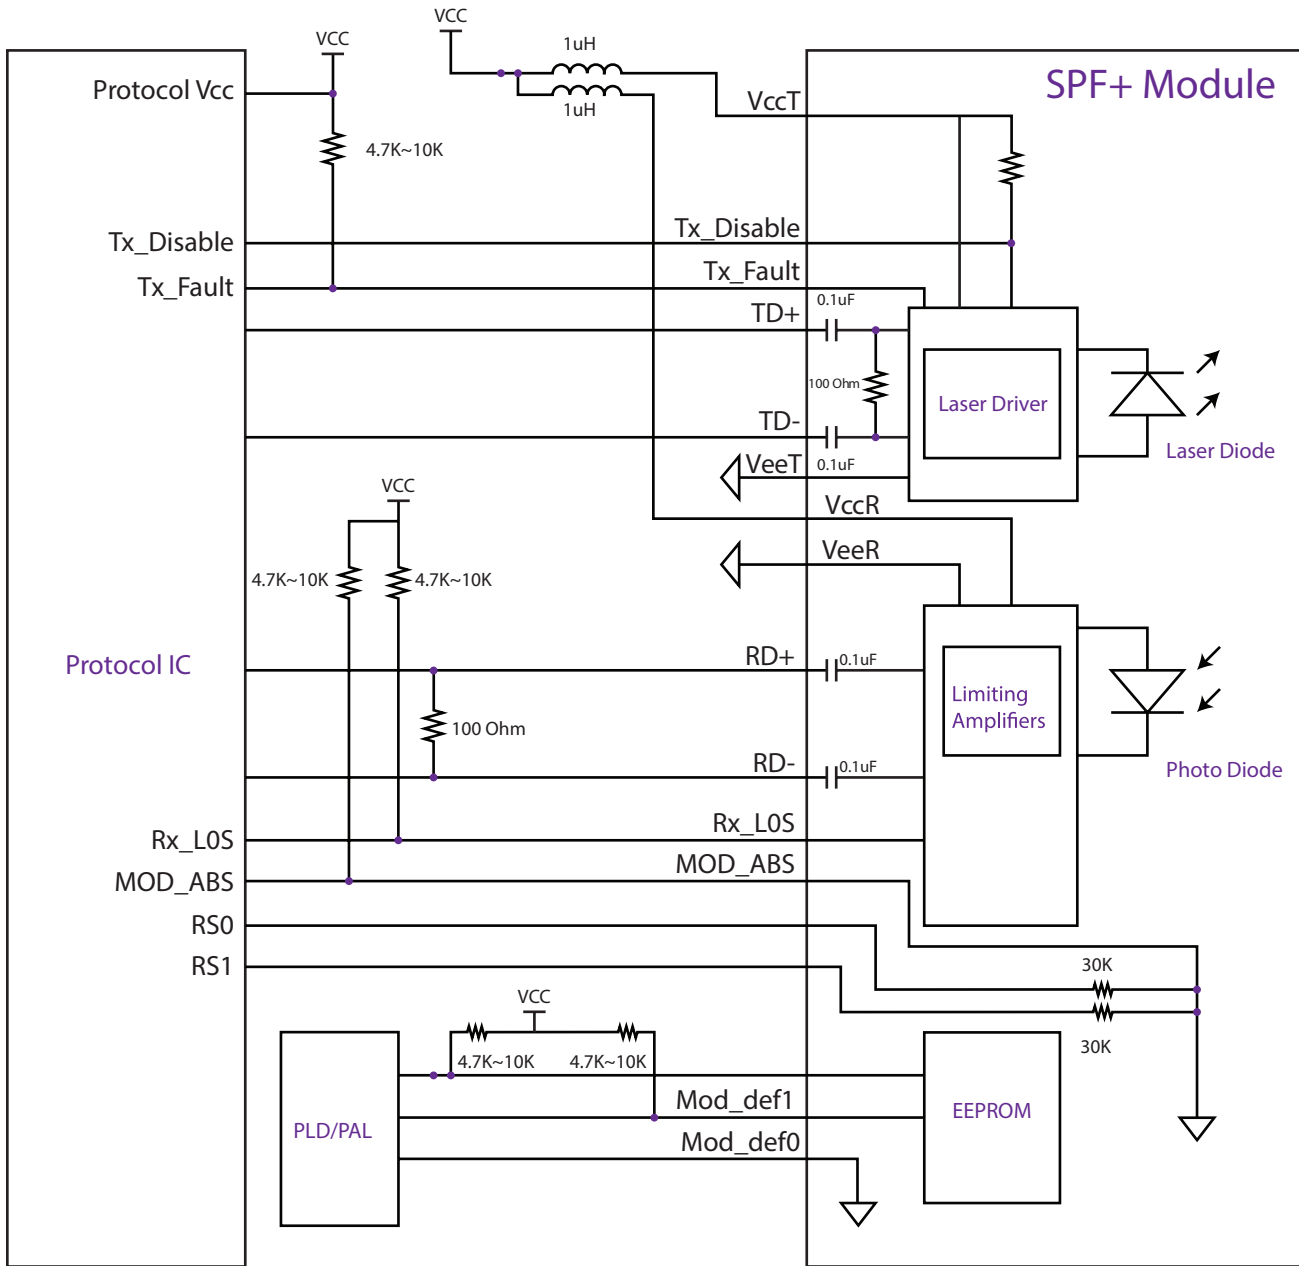 VCC
VCC
1uH
1uH
SPF+ Module
Protocol Vcc
VccT
4.7K~10K
Tx_Disable
Tx_Disable
Tx_Fault
Tx_Fault
0.1uF
TD+
100 Ohm
Laser Driver
TD-
Laser Diode
VeeT
0.1uF
VCC
VccR
VeeR
4.7K~10K
4.7K~10K
Protocol IC
RD+
0.1uF
Limiting
Amplifiers
100 Ohm
RD-
0.1uF
Photo Diode
Rx_L0S
Rx_L0S
MOD_ABS
MOD_ABS
RS0
RS1
30K
VCC
30K
4.7K~10K
4.7K~10K
Mod_def1
EEPROM
PLD/PAL
Mod_def0